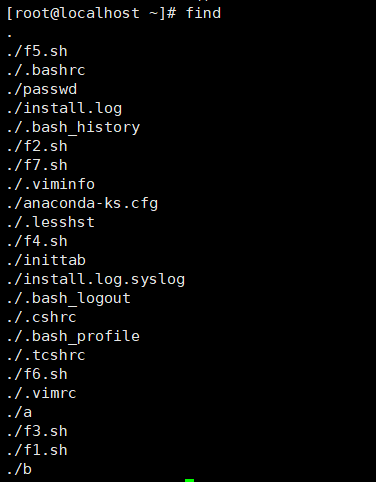 [root@localhost ~]# find
.
./f5.sh
./.bashrc
./passwd
./install.log
./.bash_history
./f2.sh
./f7.sh
./.viminfo
./anaconda-ks.cfg
./.lesshst
./f4.sh
./inittab
./install.log.syslog
./.bash_logout
./.cshrc
./.bash_profile
./.tcshrc
./f6.sh
./.vimrc
./a
./f3.sh
./f1.sh
./b